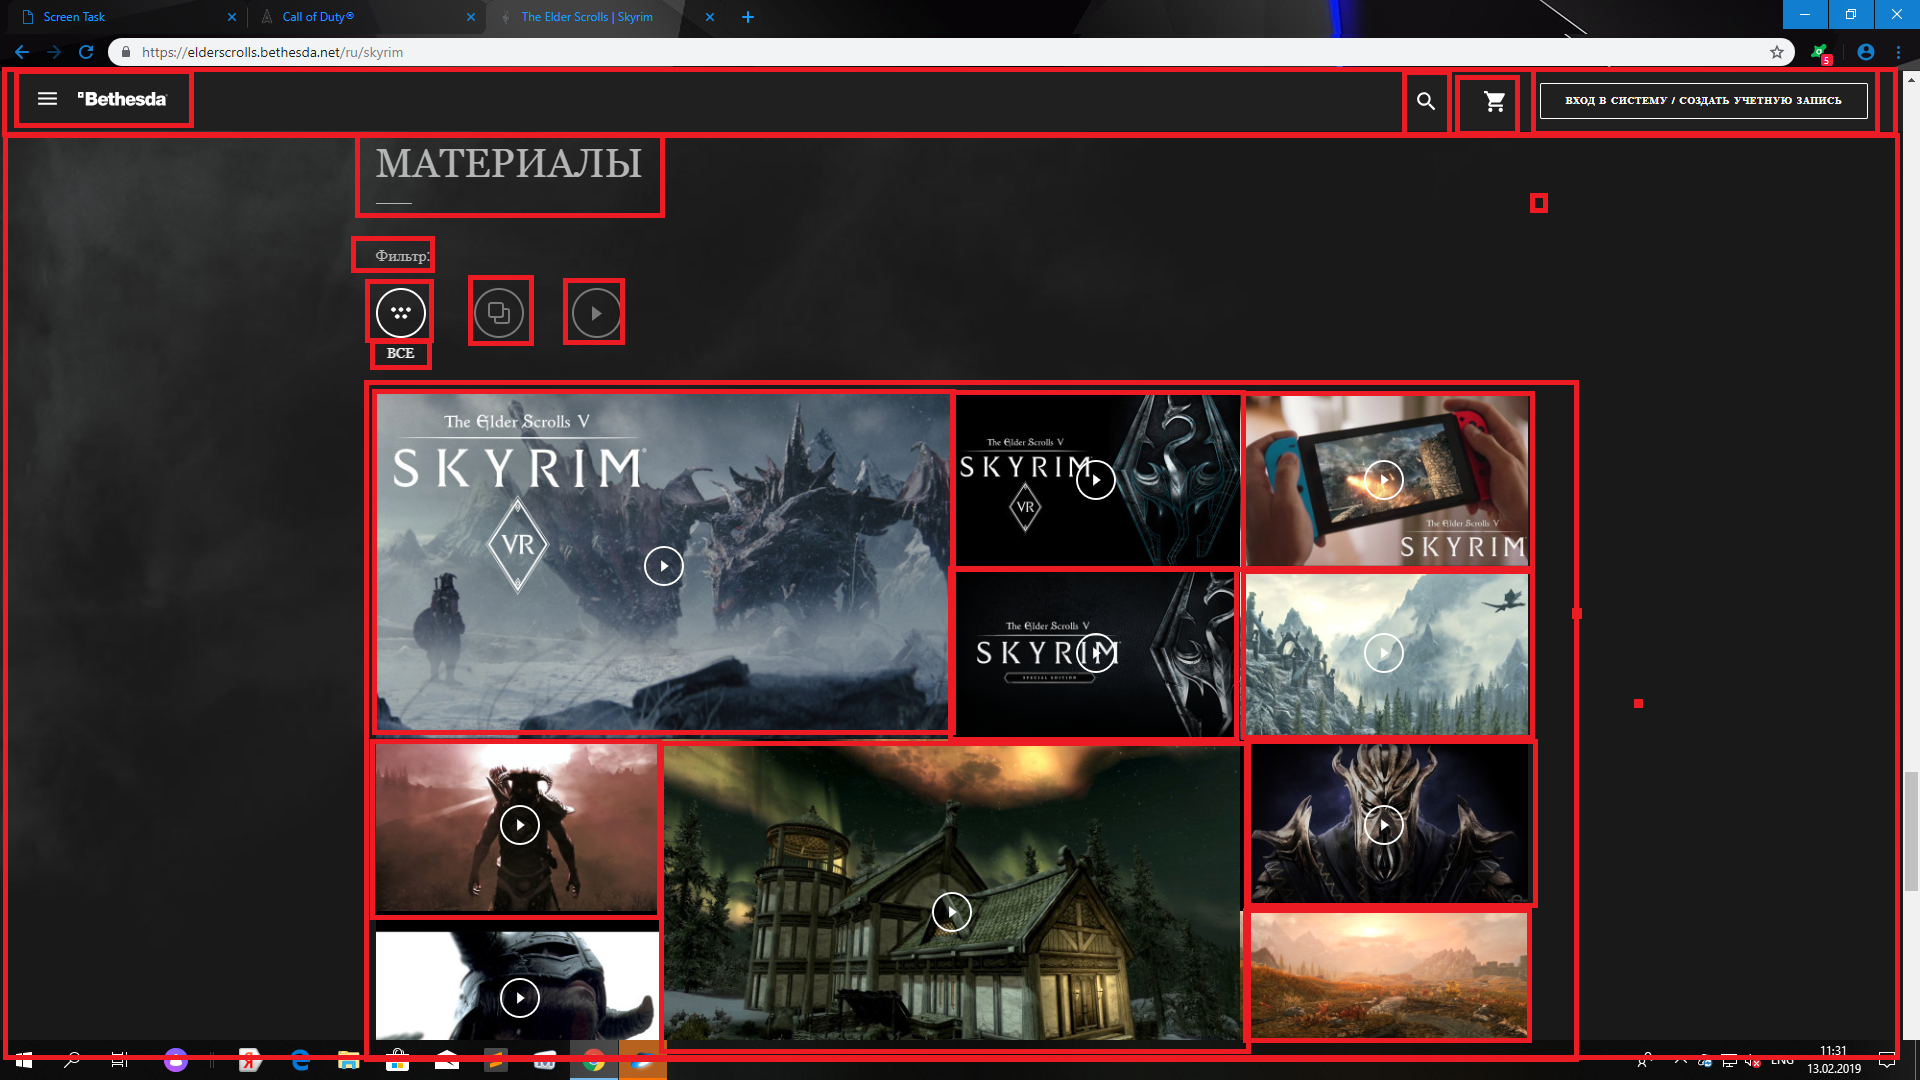 Screen Task
Call of Duty®
The Elder Scrolls | Skyrim
https://elderscrolls.bethesda.net/ru/skyrim
5
Bethesda
ВХОД В СИСТЕМУ / СОЗДАТЬ УЧЕТНУЮ ЗАПИСЬ
МАТЕРИАЛЫ
Фильтр:
ВСЕ
The Elder Scrolls V
SKYRIM
VR
The Elder Scrolls V
SKYRIM
VR
The Elder Scrolls V
SKYRIM
The Elder Scrolls V
SKYRIM
SPECIAL EDITION
Я
ENG
11:31
13.02.2019